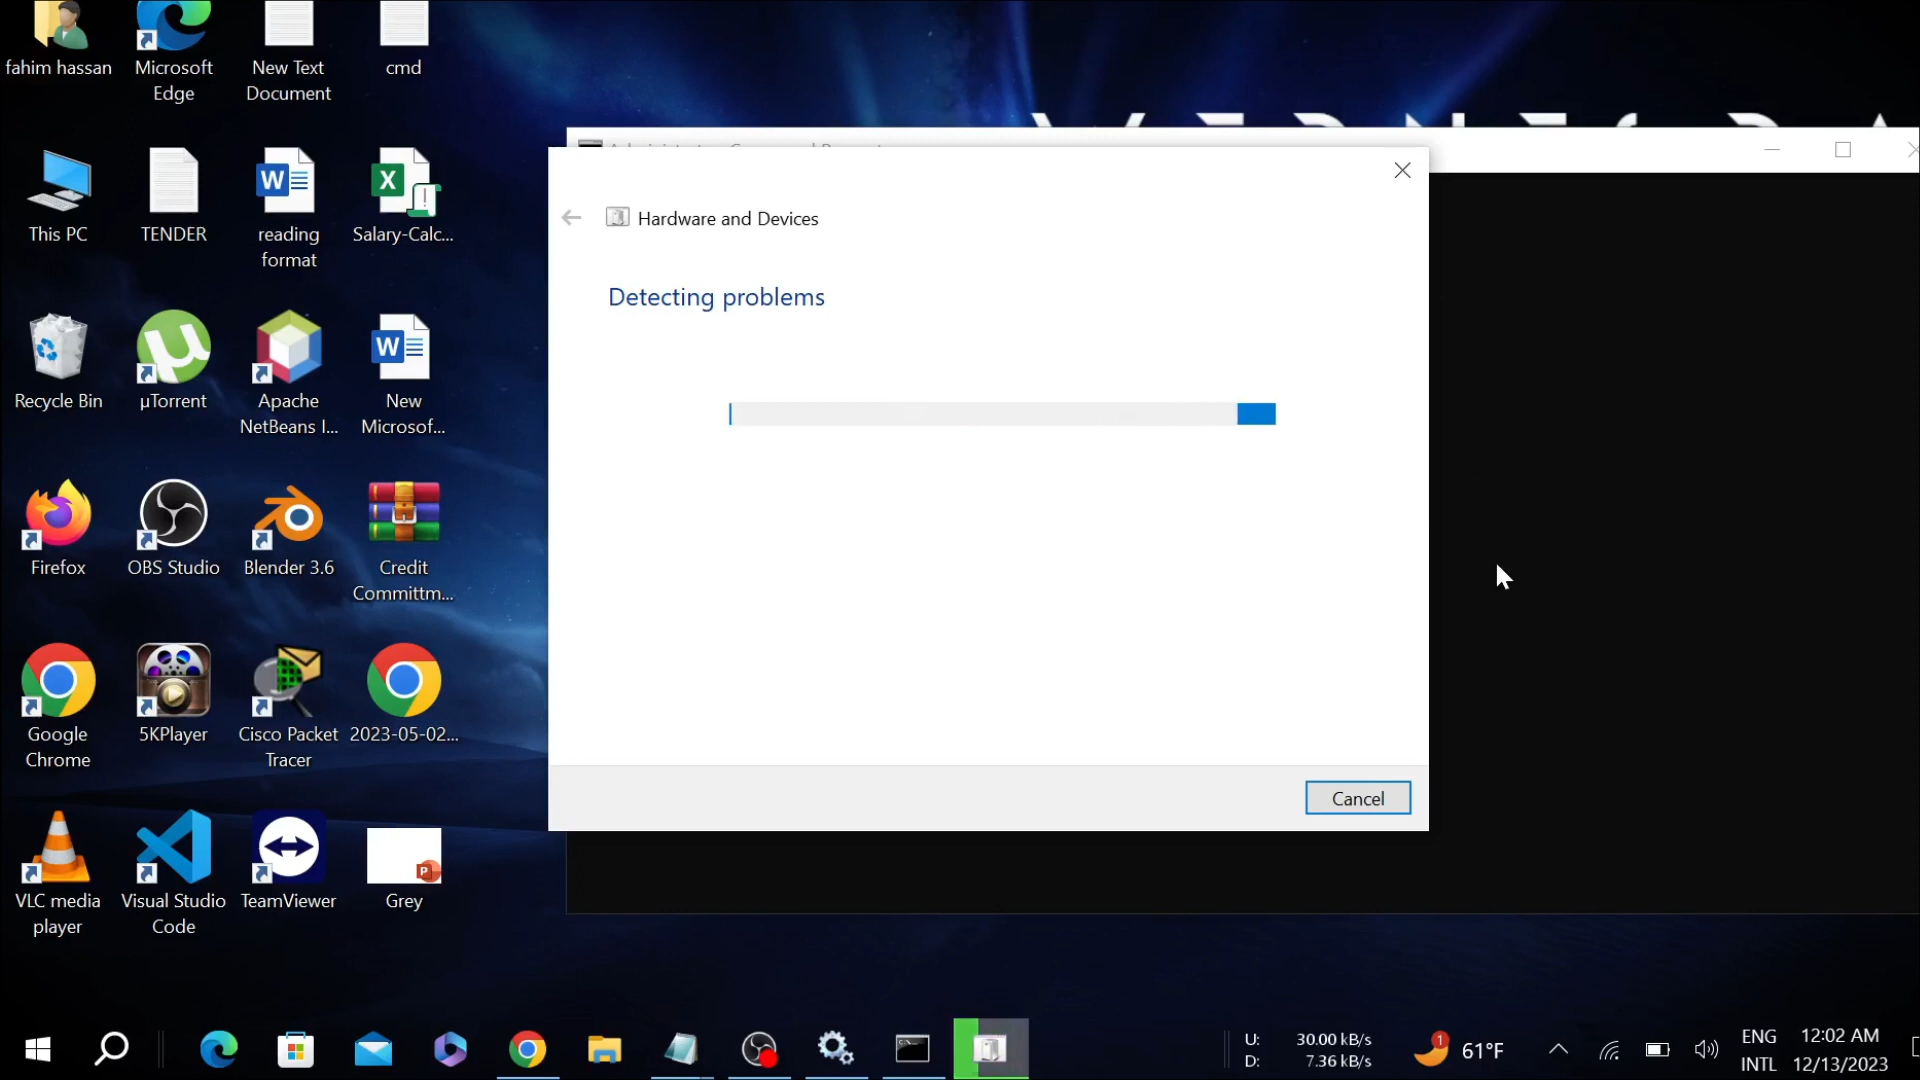 fahim hassan
Microsoft
Edge
New Text
Document
cmd
This PC
TENDER
reading
format
Salary-Calc...
Recycle Bin
µTorrent
Apache
NetBeans I...
New
Microsof...
Firefox
OBS Studio
Blender 3.6
Credit
Committm...
Google
Chrome
5KPlayer
Cisco Packet
Tracer
2023-05-02...
VLC media
player
Visual Studio
Code
TeamViewer
Grey
Hardware and Devices
Detecting problems
Cancel
U: 30.00 kB/s
D: 7.36 kB/s
1
61°F
ENG
INTL
12:02 AM
12/13/2023